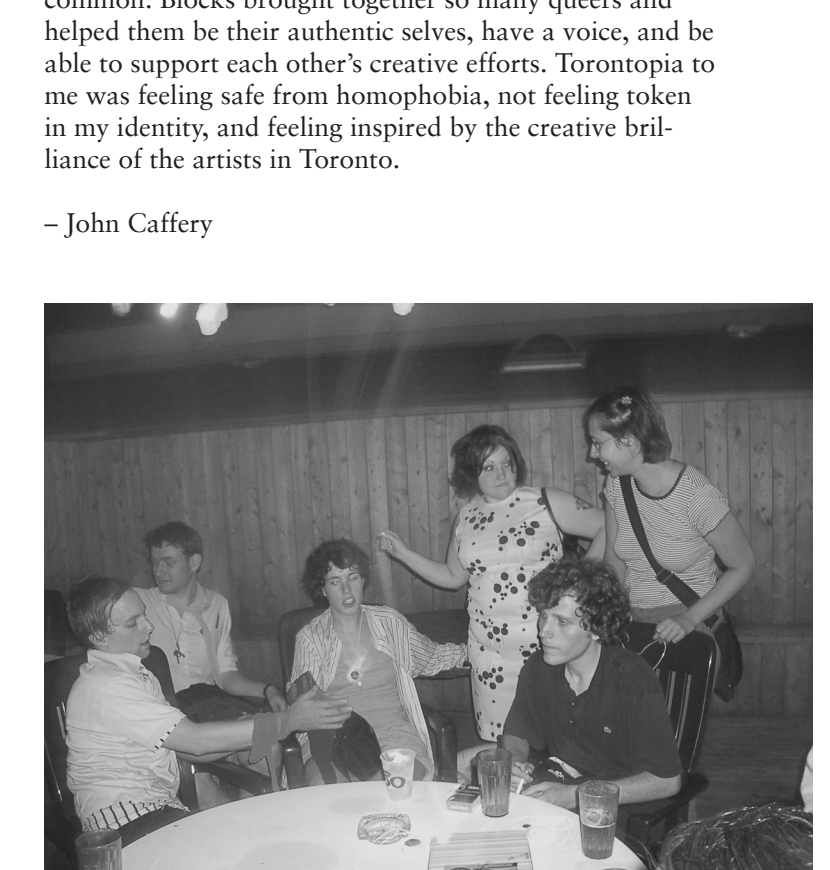 common. Blocks brought together so many queers and
helped them be their authentic selves, have a voice, and be
able to support each other’s creative efforts. Torontopia to
me was feeling safe from homophobia, not feeling token
in my identity, and feeling inspired by the creative bril-
liance of the artists in Toronto.
– John Caffery